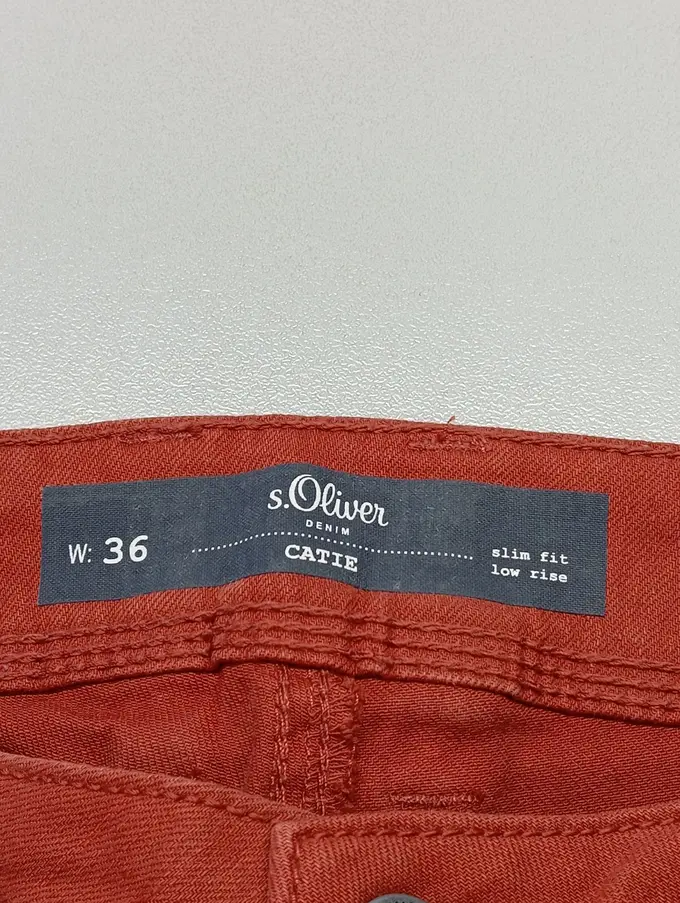 s.Oliver
DENIM
W: 36
CATIE
slim fit
low rise